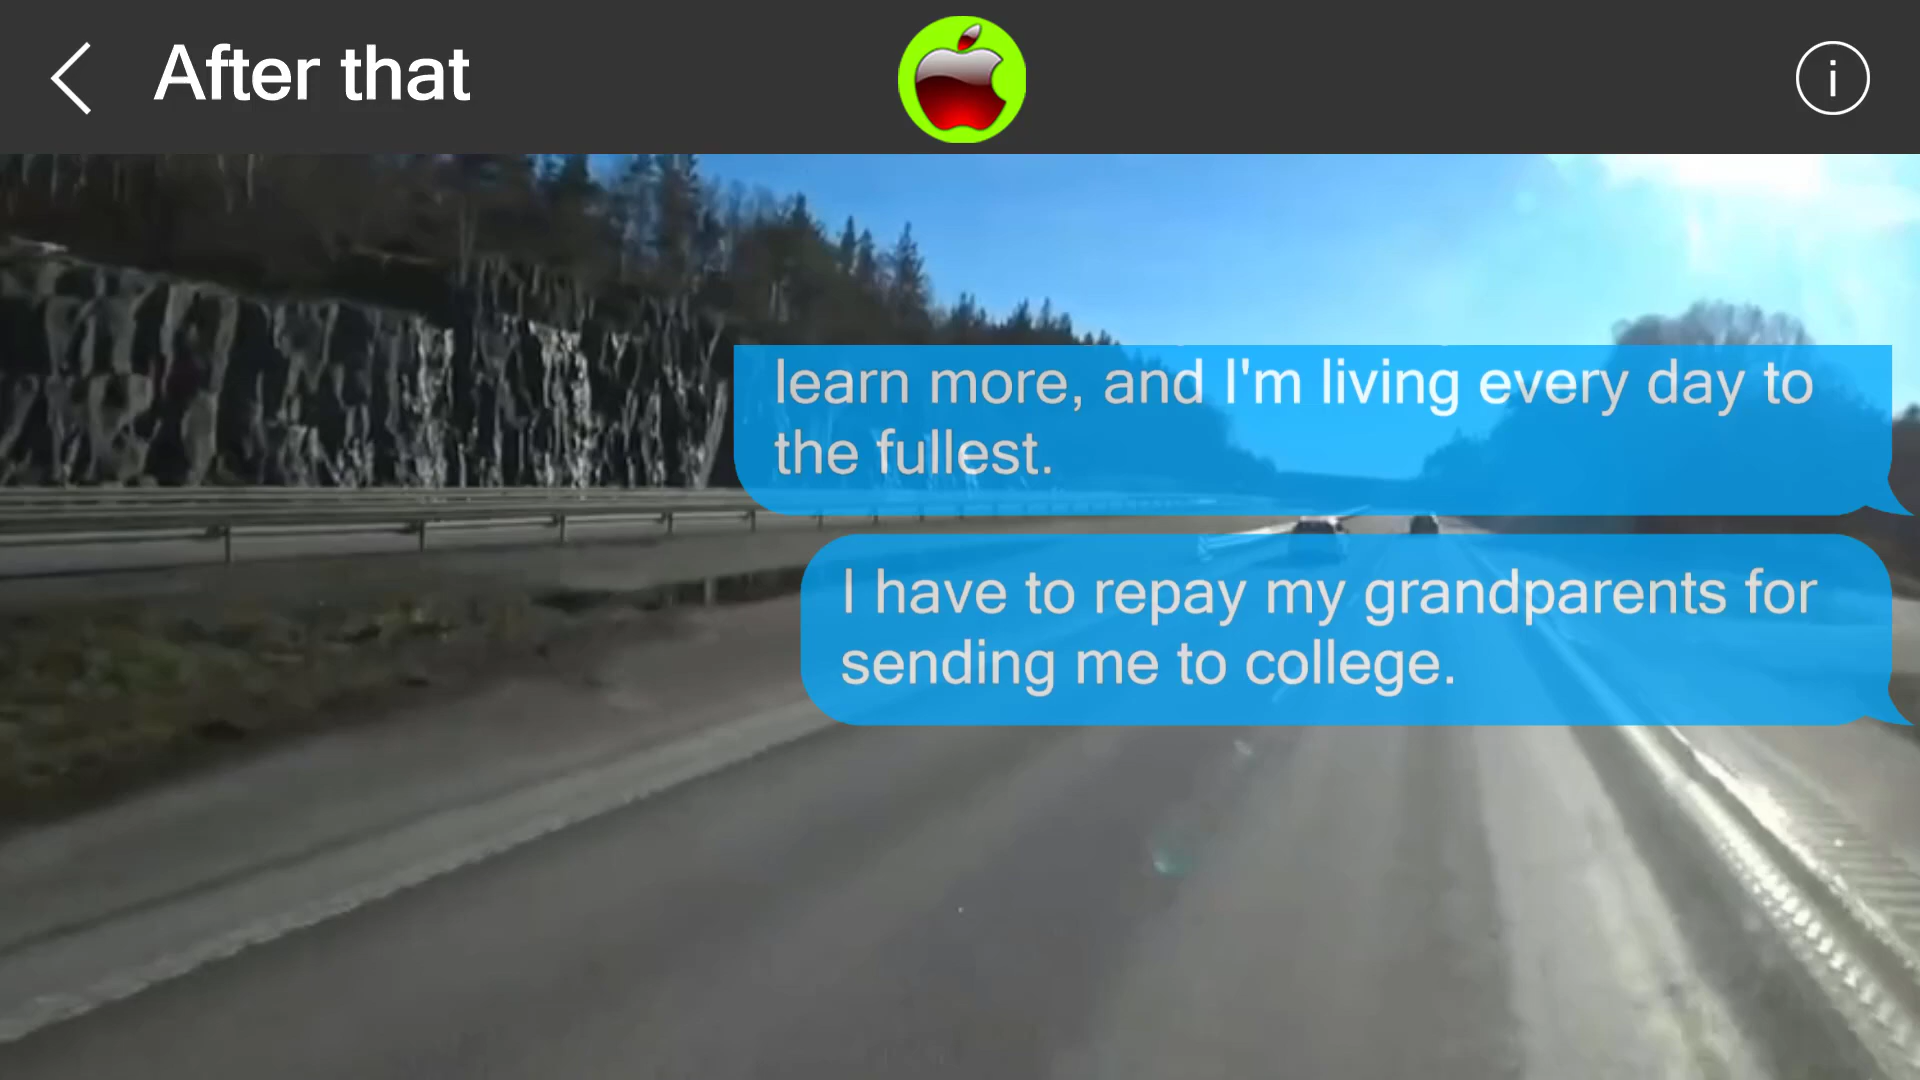 After that
learn more, and I'm living every day to
the fullest.
I have to repay my grandparents for
sending me to college.